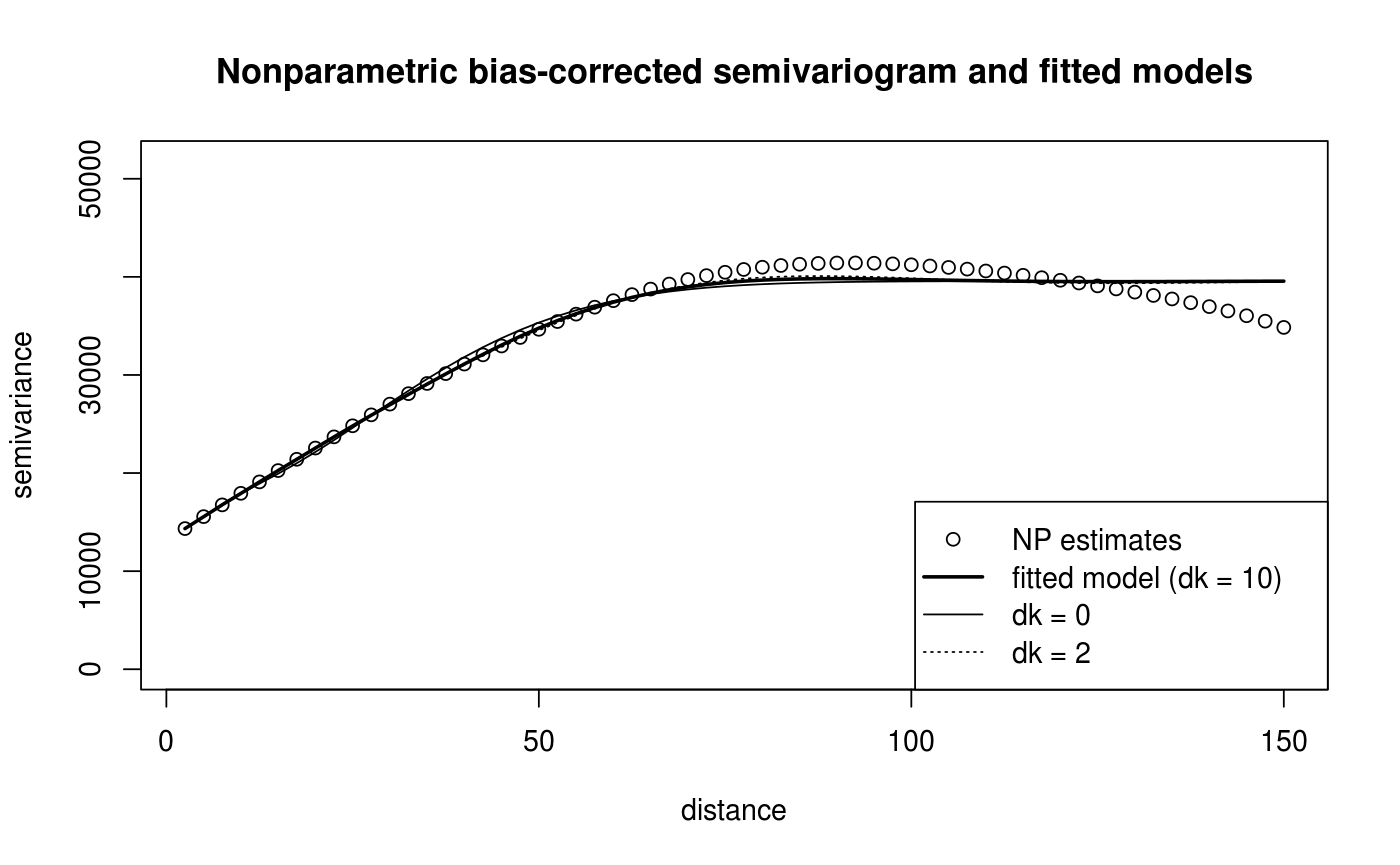 Nonparametric bias-corrected semivariogram and fitted models
semivariance
50000
30000
10000
0
NP estimates
fitted model (dk = 10)
dk = 0
dk = 2
0 50 100 150
distance